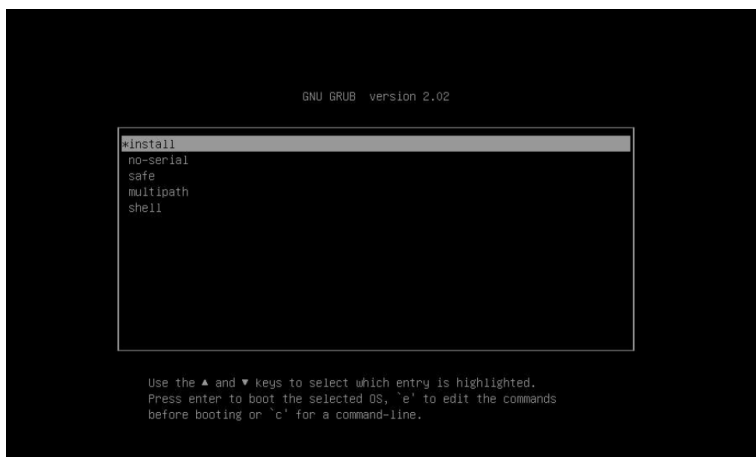 GNU GRUB  version 2.02
*install
no-serial
safe
multipath
shell
Use the ▲ and ▼ keys to select which entry is highlighted.
Press enter to boot the selected OS, `e' to edit the commands
before booting or `c' for a command-line.